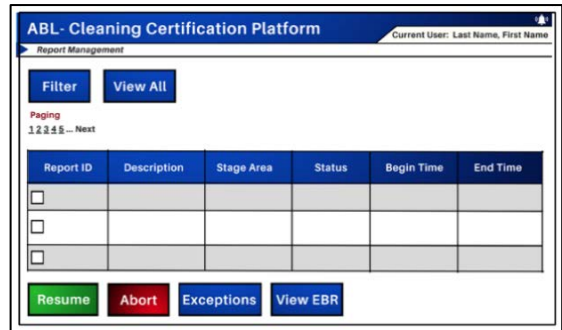 ABL- Cleaning Certification Platform
Current User: Last Name, First Name
Report Management
Filter View All
Paging
1 2 3 4 5 ... Next
Report ID Description Stage Area Status Begin Time End Time
Resume Abort Exceptions View EBR